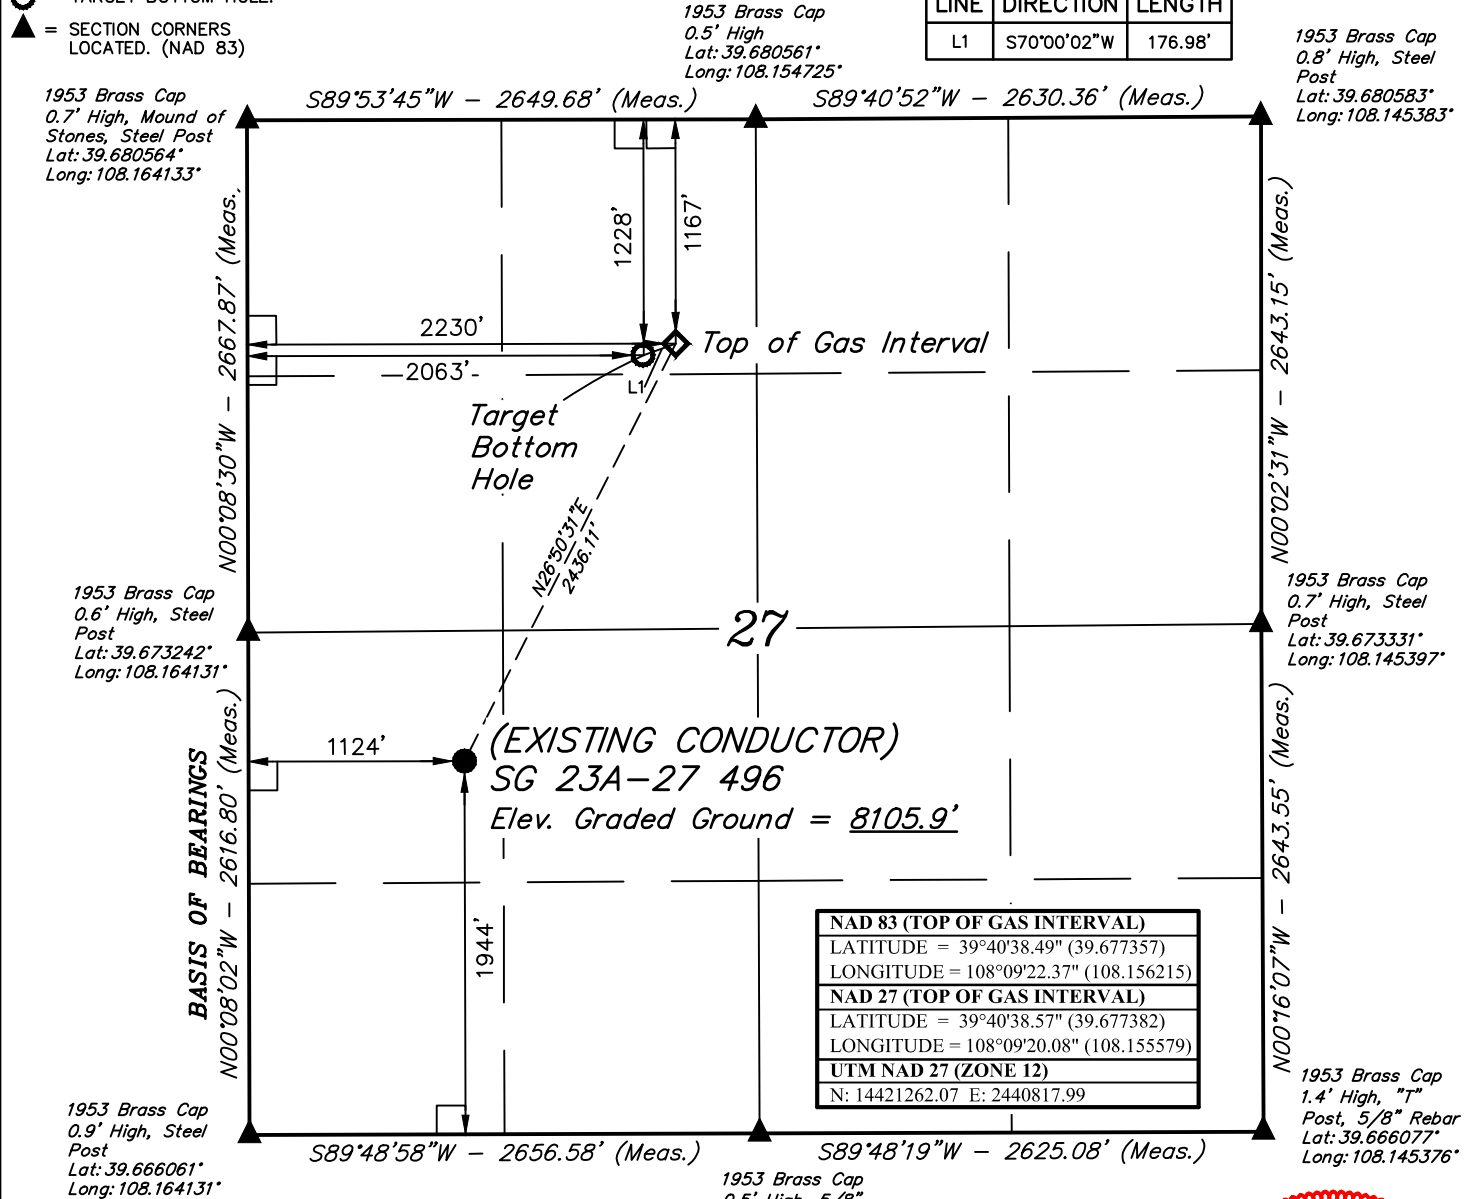 TARGET BOTTOM HOLE.
= SECTION CORNERS
LOCATED. (NAD 83)
LINE DIRECTION LENGTH
L1 S70°00'02"W 176.98'
1953 Brass Cap
0.5' High
Lat: 39.680561°
Long: 108.154725°
1953 Brass Cap
0.8' High, Steel
Post
Lat: 39.680583°
Long: 108.145383°
1953 Brass Cap
0.7' High, Mound of
Stones, Steel Post
Lat: 39.680564°
Long: 108.164133°
S89°53'45"W – 2649.68' (Meas.)
S89°40'52"W – 2630.36' (Meas.)
N00°08'30"W – 2667.87' (Meas.
N00°02'31"W – 2643.15' (Meas.)
1228'
1167'
2230'
2063'
Top of Gas Interval
L1
Target
Bottom
Hole
N26°50'31"E
2436.11'
1953 Brass Cap
0.6' High, Steel
Post
Lat: 39.673242°
Long: 108.164131°
27
1953 Brass Cap
0.7' High, Steel
Post
Lat: 39.673331°
Long: 108.145397°
BASIS OF BEARINGS
N00°08'02"W – 2616.80' (Meas.)
N00°16'07"W – 2643.55' (Meas.)
1124'
(EXISTING CONDUCTOR)
SG 23A–27 496
Elev. Graded Ground = 8105.9'
1944'
NAD 83 (TOP OF GAS INTERVAL)
LATITUDE = 39°40'38.49" (39.677357)
LONGITUDE = 108°09'22.37" (108.156215)
NAD 27 (TOP OF GAS INTERVAL)
LATITUDE = 39°40'38.57" (39.677382)
LONGITUDE = 108°09'20.08" (108.155579)
UTM NAD 27 (ZONE 12)
N: 14421262.07 E: 2440817.99
1953 Brass Cap
0.9' High, Steel
Post
Lat: 39.666061°
Long: 108.164131°
S89°48'58"W – 2656.58' (Meas.)
S89°48'19"W – 2625.08' (Meas.)
1953 Brass Cap
1.4' High, "T"
Post, 5/8" Rebar
Lat: 39.666077°
Long: 108.145376°
1953 Brass Cap
0.5' High, 5/8"